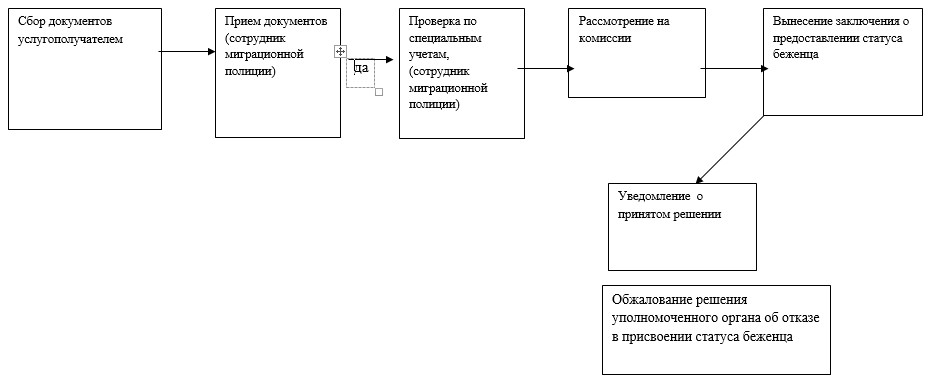 Сбор документов
услугополучателем
Прием документов
(сотрудник
миграционной
полиции)
да
Проверка по
специальным
учетам,
(сотрудник
миграционной
полиции)
Рассмотрение на
комиссии
Вынесение заключения о
предоставлении статуса
беженца
Уведомление о
принятом решении
Обжалование решения
уполномоченного органа об отказе
в присвоении статуса беженца